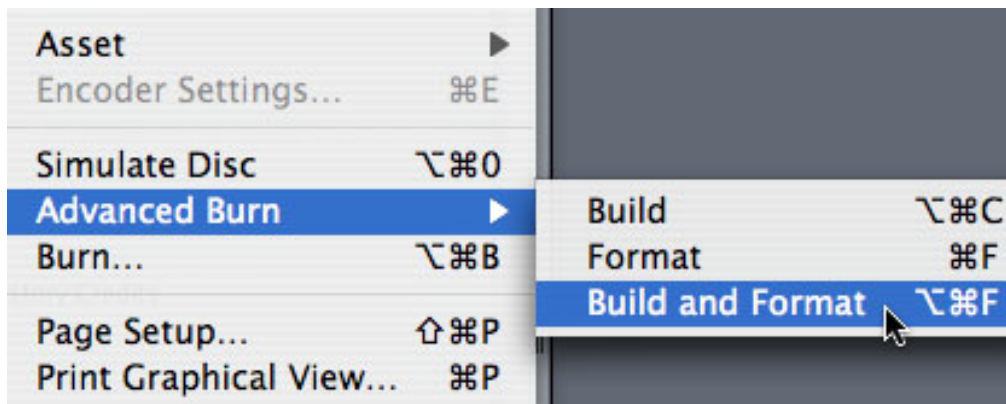 Asset
Encoder Settings... ⌘E
Simulate Disc ⌥⌘0
Advanced Burn
Burn... ⌥⌘B
Page Setup... ⇧⌘P
Print Graphical View... ⌘P
Build ⌥⌘C
Format ⌘F
Build and Format ⌥⌘F